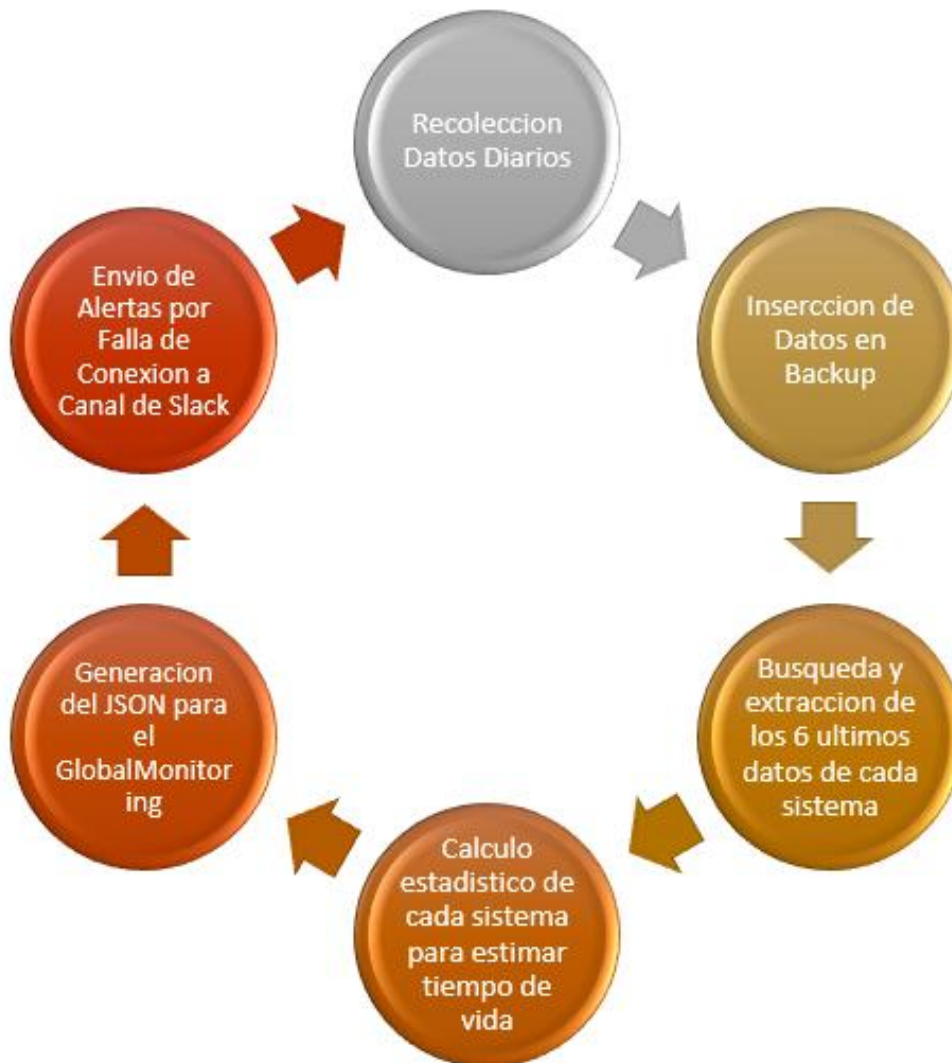 Recoleccion
Datos Diarios
Inserccion de
Datos en
Backup
Búsqueda y
extraccion de
los 6 ultimos
datos de cada
sistema
Calculo
estadistico de
cada sistema
para estimar
tiempo de
vida
Generacion
del JSON para
el
GlobalMonitor
ing
Envio de
Alertas por
Falla de
Conexion a
Canal de Slack